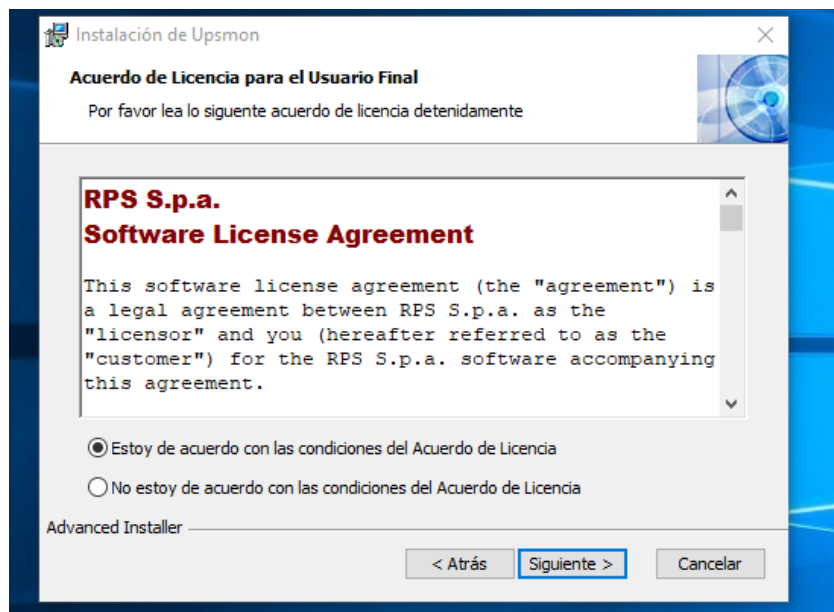 Instalación de Upsmon
Acuerdo de Licencia para el Usuario Final
Por favor lea lo siguente acuerdo de licencia detenidamente
RPS S.p.a.
Software License Agreement
This software license agreement (the "agreement") is
a legal agreement between RPS S.p.a. as the
"licensor" and you (hereafter referred to as the
"customer") for the RPS S.p.a. software accompanying
this agreement.
Estoy de acuerdo con las condiciones del Acuerdo de Licencia
No estoy de acuerdo con las condiciones del Acuerdo de Licencia
Advanced Installer
< Atrás Siguiente > Cancelar